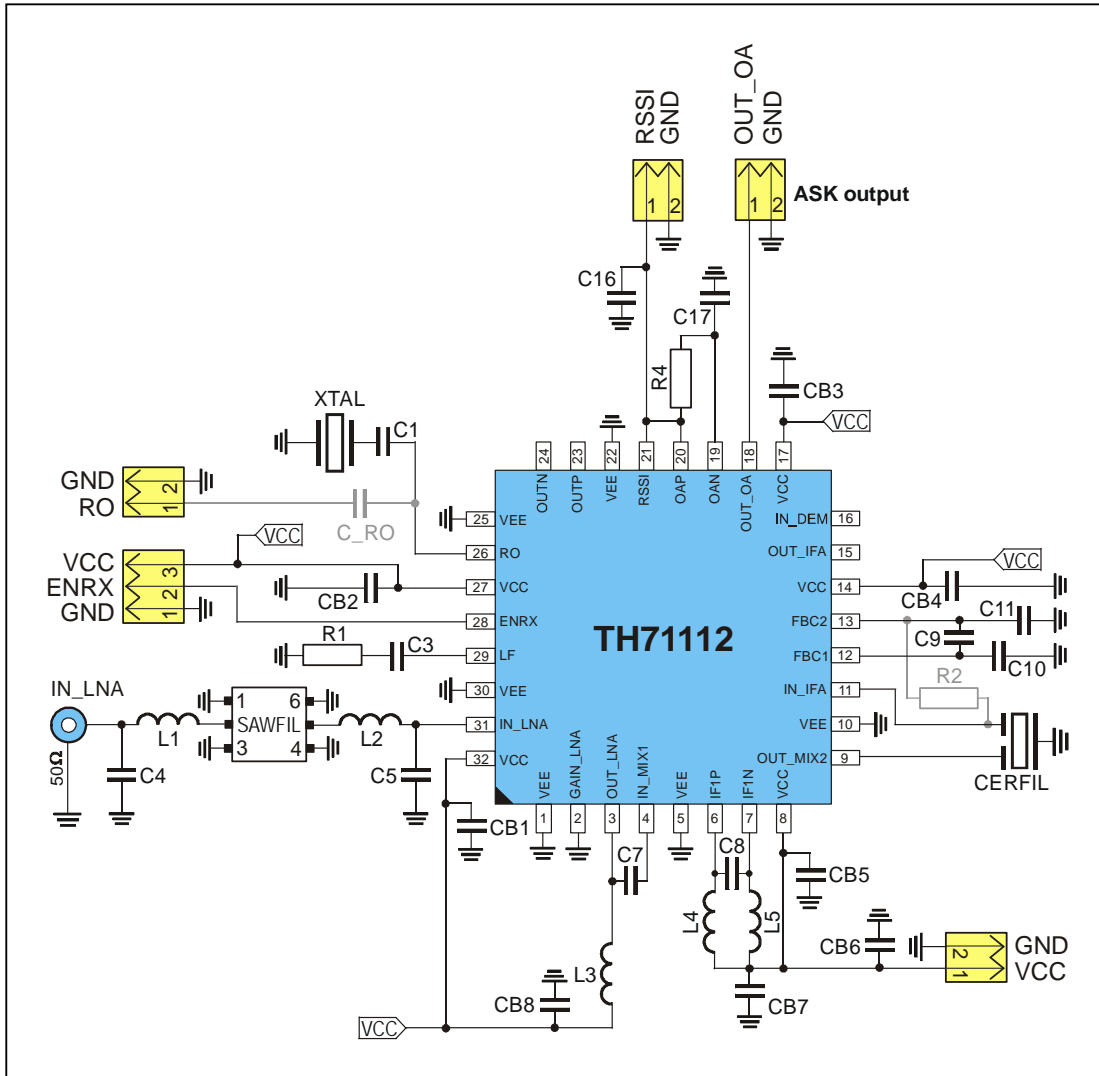 RSSI
GND
OUT_OA
GND
1
2
1
2
ASK output
C16
C17
R4
CB3
VCC
XTAL
C1
GND
RO
2
1
C_RO
VCC
VCC
ENRX
GND
3
2
1
CB2
R1
C3
IN_LNA
50Ω
C4
L1
1
6
SAWFIL
3
4
L2
C5
24
23
22
21
20
19
18
17
OUTN
OUTP
VEE
RSSI
OAP
OAN
OUT_OA
VCC
25
VEE
26
RO
27
VCC
28
ENRX
29
LF
30
VEE
31
IN_LNA
32
VCC
TH71112
IN_DEM
16
OUT_IFA
15
VCC
14
FBC2
13
FBC1
12
IN_IFA
11
VEE
10
OUT_MIX2
9
VEE
GAIN_LNA
OUT_LNA
IN_MIX1
VEE
IF1P
IF1N
VCC
1
2
3
4
5
6
7
8
VCC
CB4
C11
C9
C10
R2
CERFIL
CB1
C7
C8
L4
L5
CB5
CB6
2
1
GND
VCC
L3
CB8
CB7
VCC